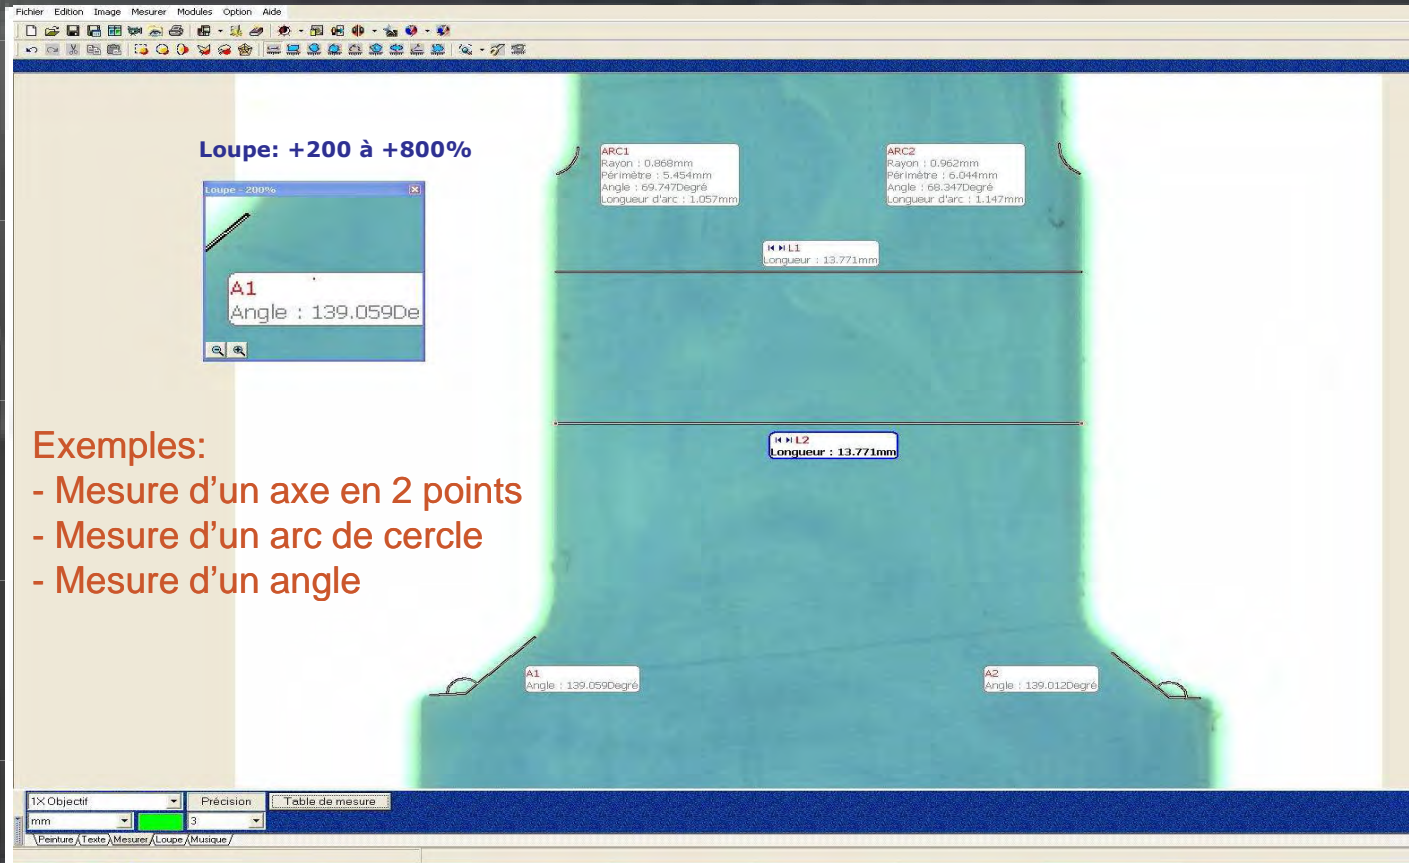 Fichier Edition Image Mesurer Modules Option Aide
Loupe: +200 à +800%
Loupe - 200%
A1
Angle : 139.059De
ARC1
Rayon : 0.868mm
Périmètre : 5.454mm
Angle : 69.747Degré
Longueur d'arc : 1.057mm
ARC2
Rayon : 0.962mm
Périmètre : 6.044mm
Angle : 68.347Degré
Longueur d'arc : 1.147mm
L1
Longueur : 13.771mm
L2
Longueur : 13.771mm
Exemples:
- Mesure d'un axe en 2 points
- Mesure d'un arc de cercle
- Mesure d'un angle
A1
Angle : 139.059Degré
A2
Angle : 139.012Degré
1X Objectif
Précision
Table de mesure
mm
3
Peinture Texte Mesurer Loupe Musique